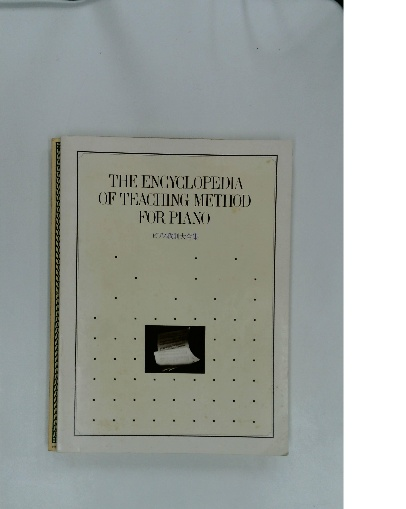 THE ENCYCLOPEDIA
OF TEACHING METHOD
FOR PIANO